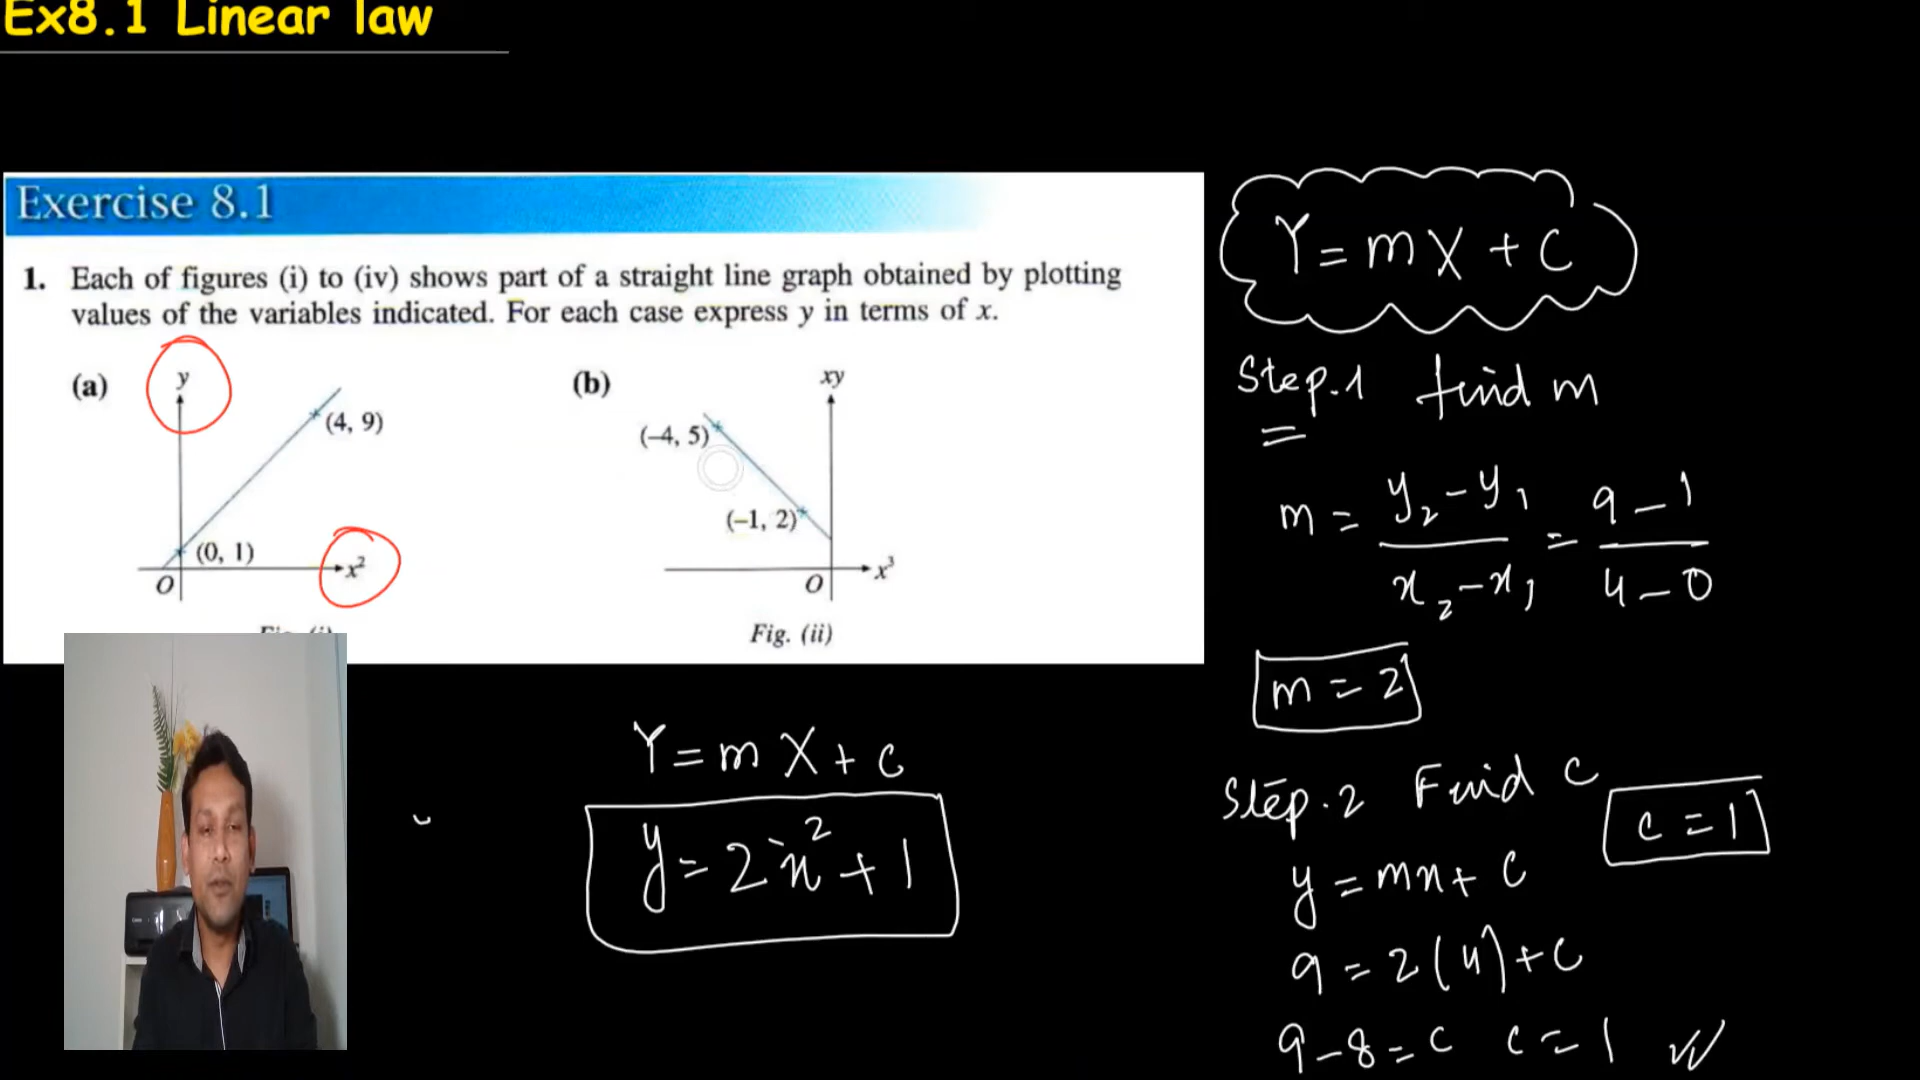 Ex8.1 Linear law
Exercise 8.1
1. Each of figures (i) to (iv) shows part of a straight line graph obtained by plotting
values of the variables indicated. For each case express y in terms of x.
(a)
y
(4, 9)
(0, 1)
O
x²
(b)
xy
(–4, 5)
(–1, 2)
O
x³
Fig. (ii)
Y = m X + c
y = 2x² + 1
Y = m X + C
Step.1 find m
m = y₂ – y₁ / x₂ – x₁ = 9 – 1 / 4 – 0
m = 2
Step.2 Find c
c = 1
y = mx + c
9 = 2(4) + c
9 – 8 = c c = 1